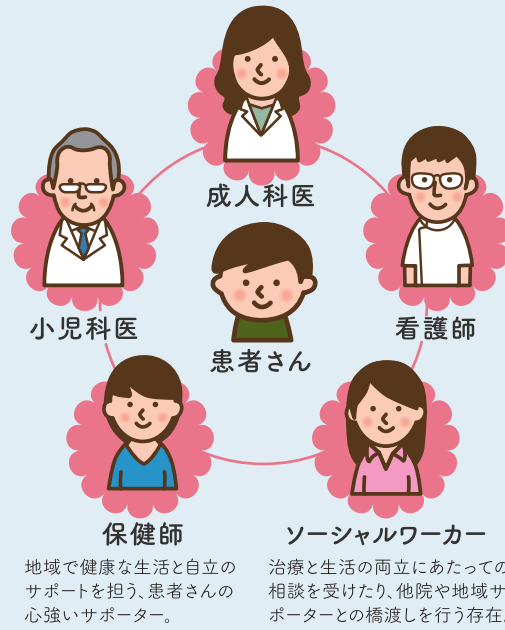 成人科医
小児科医
看護師
患者さん
保健師
地域で健康な生活と自立の
サポートを担う、患者さんの
心強いサポーター。
ソーシャルワーカー
治療と生活の両立にあたっての
相談を受けたり、他院や地域サ
ポーターとの橋渡しを行う存在。